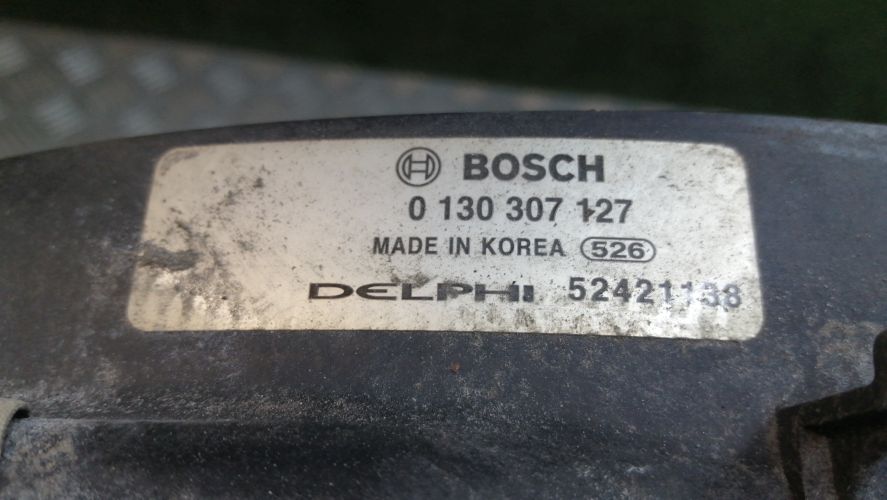 BOSCH
0 130 307 127
MADE IN KOREA 526
DELPHI 52421138